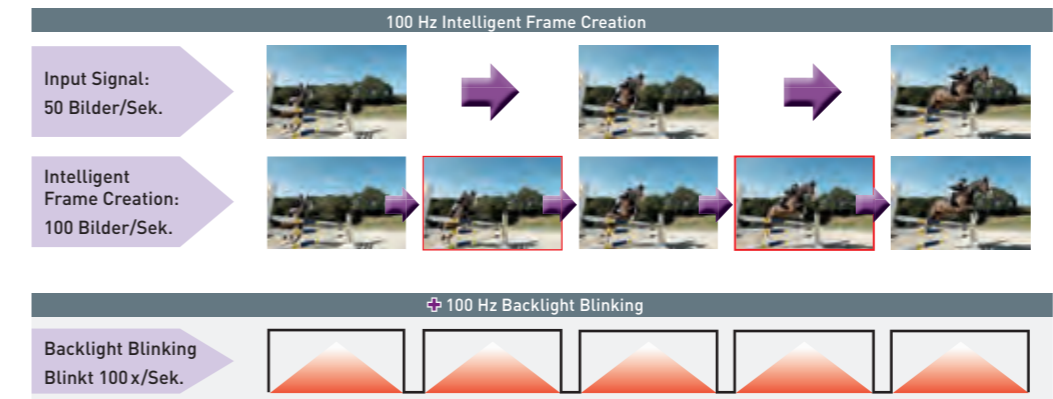 100 Hz Intelligent Frame Creation
Input Signal:
50 Bilder/Sek.
Intelligent
Frame Creation:
100 Bilder/Sek.
+ 100 Hz Backlight Blinking
Backlight Blinking
Blinkt 100 x/Sek.